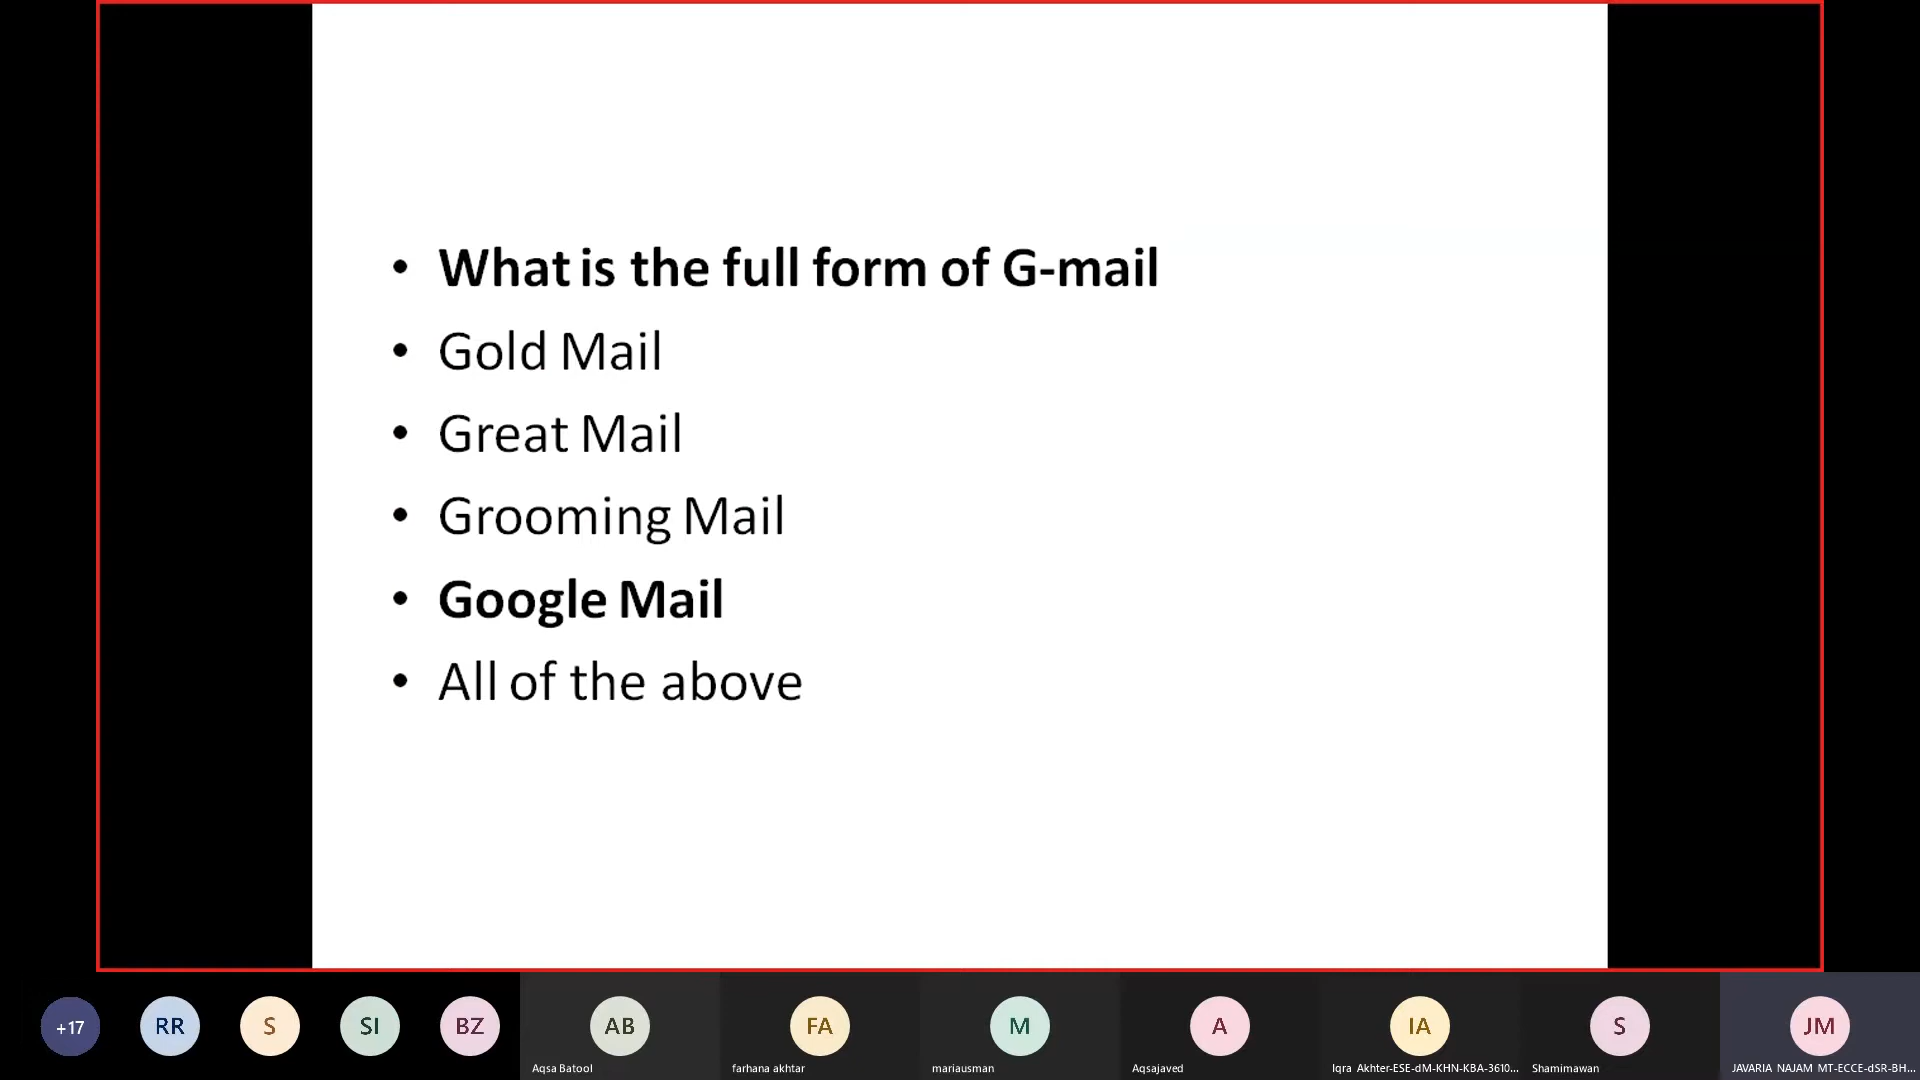 • What is the full form of G-mail
• Gold Mail
• Great Mail
• Grooming Mail
• Google Mail
• All of the above
+17 RR S SI BZ AB FA M A IA S JM
Aqsa Batool farhana akhtar mariausman Aqsajaved Iqra Akhter-ESE-dM-KHN-KBA-3610... Shamimawan JAVARIA NAJAM MT-ECCE-dSR-BH...